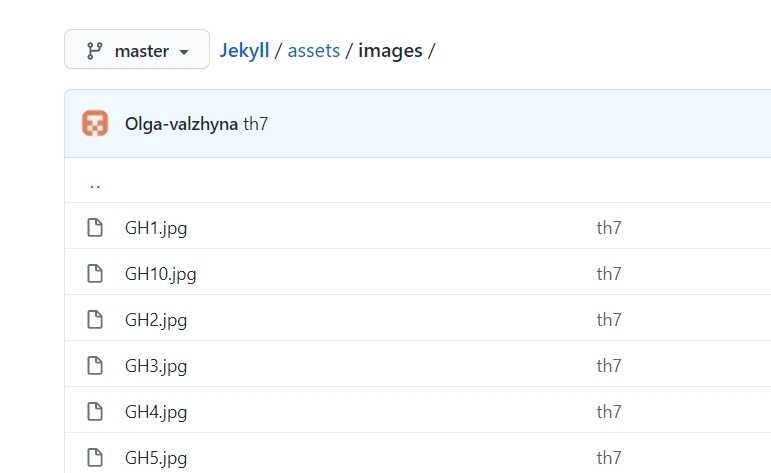 master Jekyll / assets / images /
Olga-valzhyna th7
..
GH1.jpg th7
GH10.jpg th7
GH2.jpg th7
GH3.jpg th7
GH4.jpg th7
GH5.jpg th7